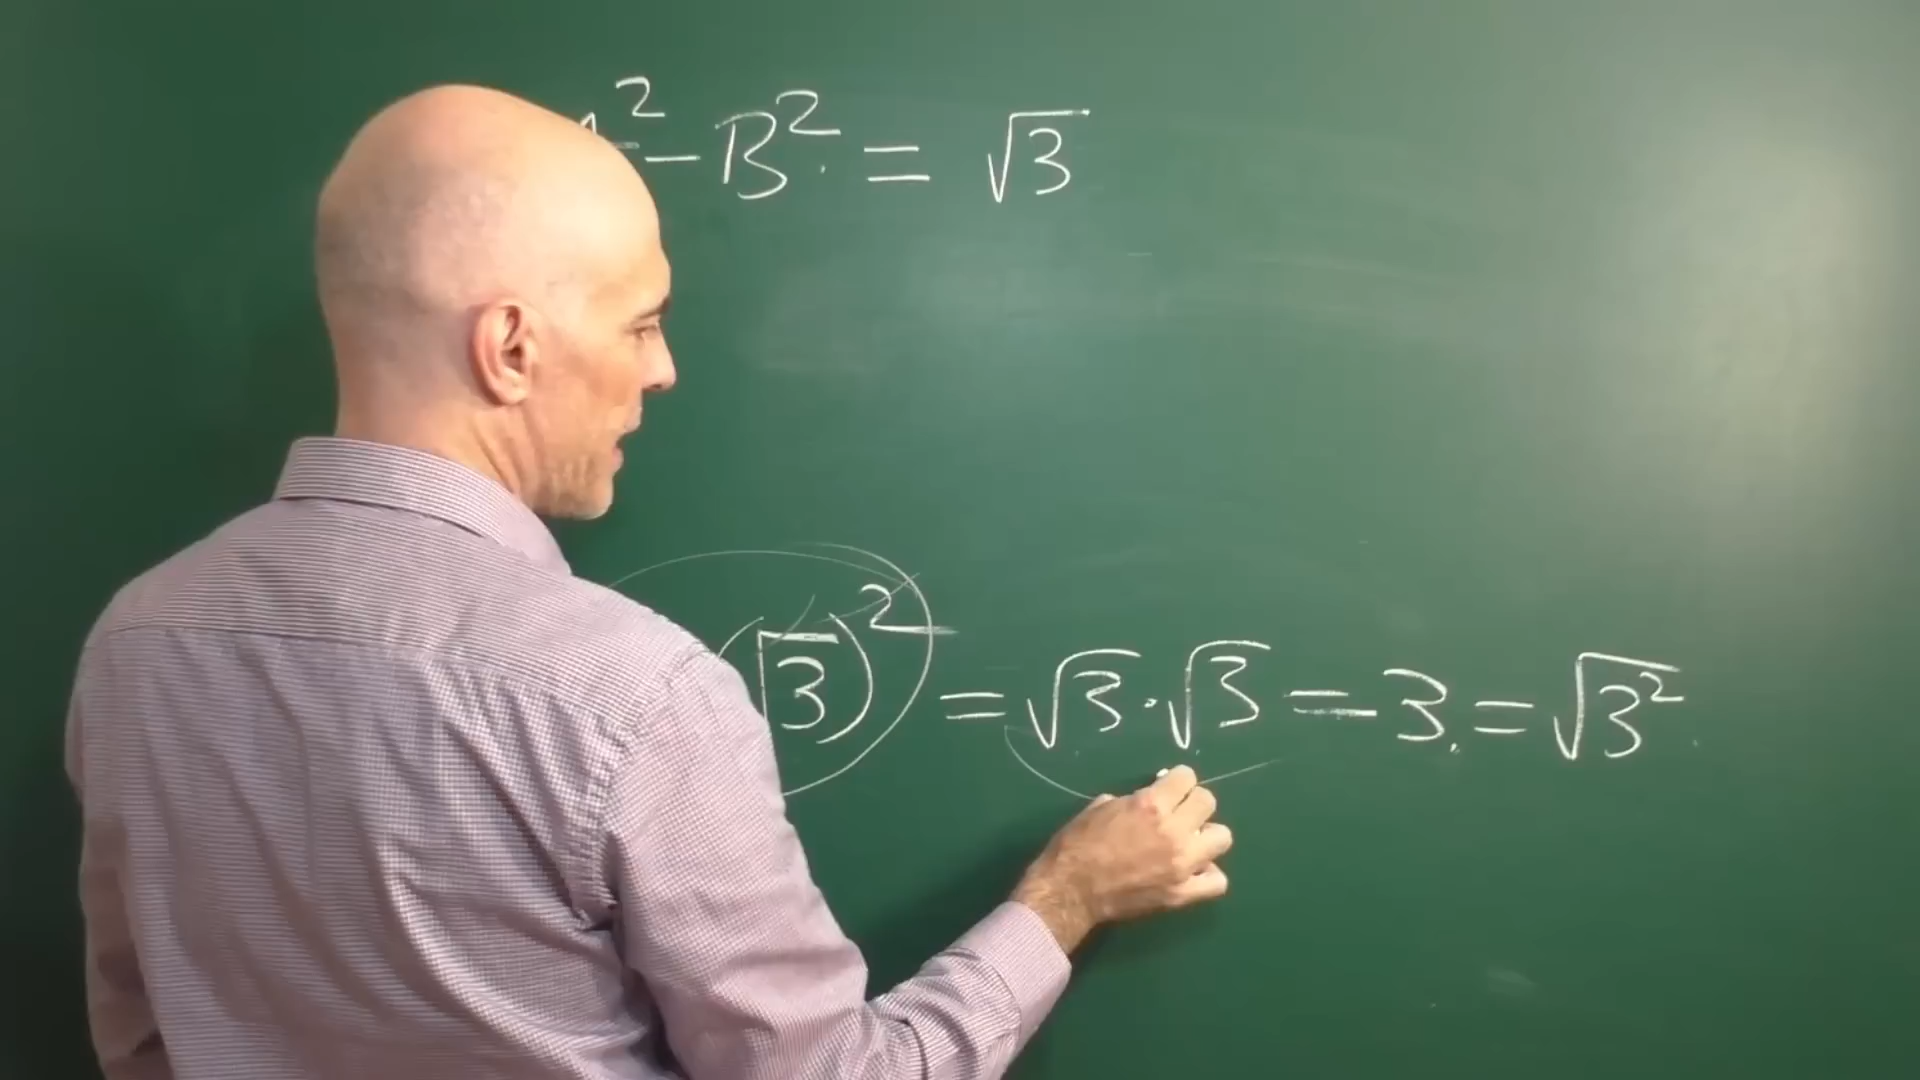 ² − B² = √3
(√3)² = √3 · √3 = 3 = √3²